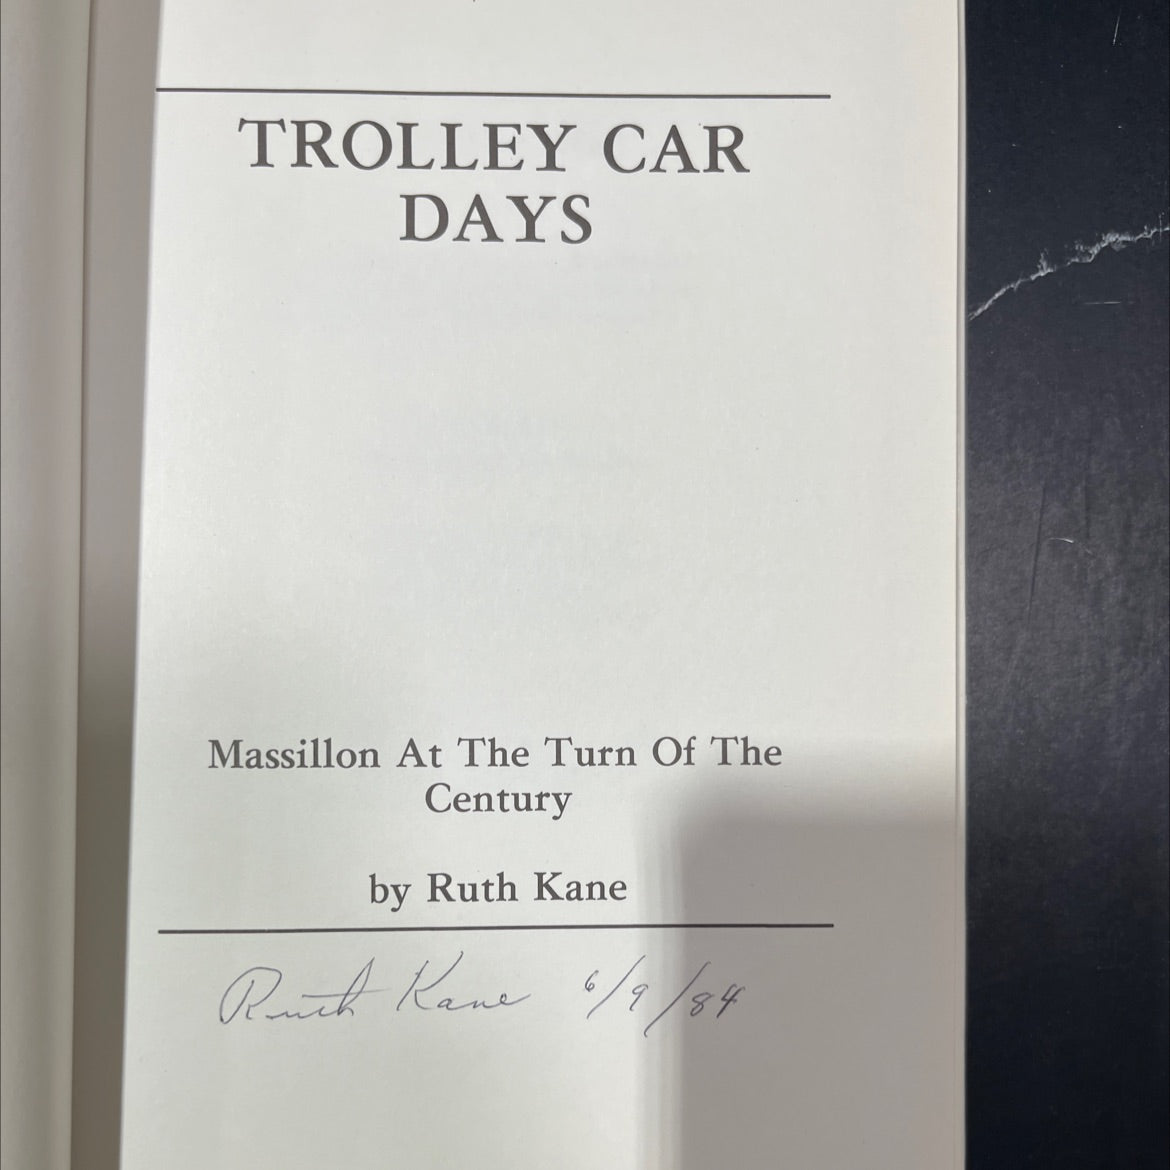 TROLLEY CAR
DAYS
Massillon At The Turn Of The
Century
by Ruth Kane
Ruth Kane 6/9/84